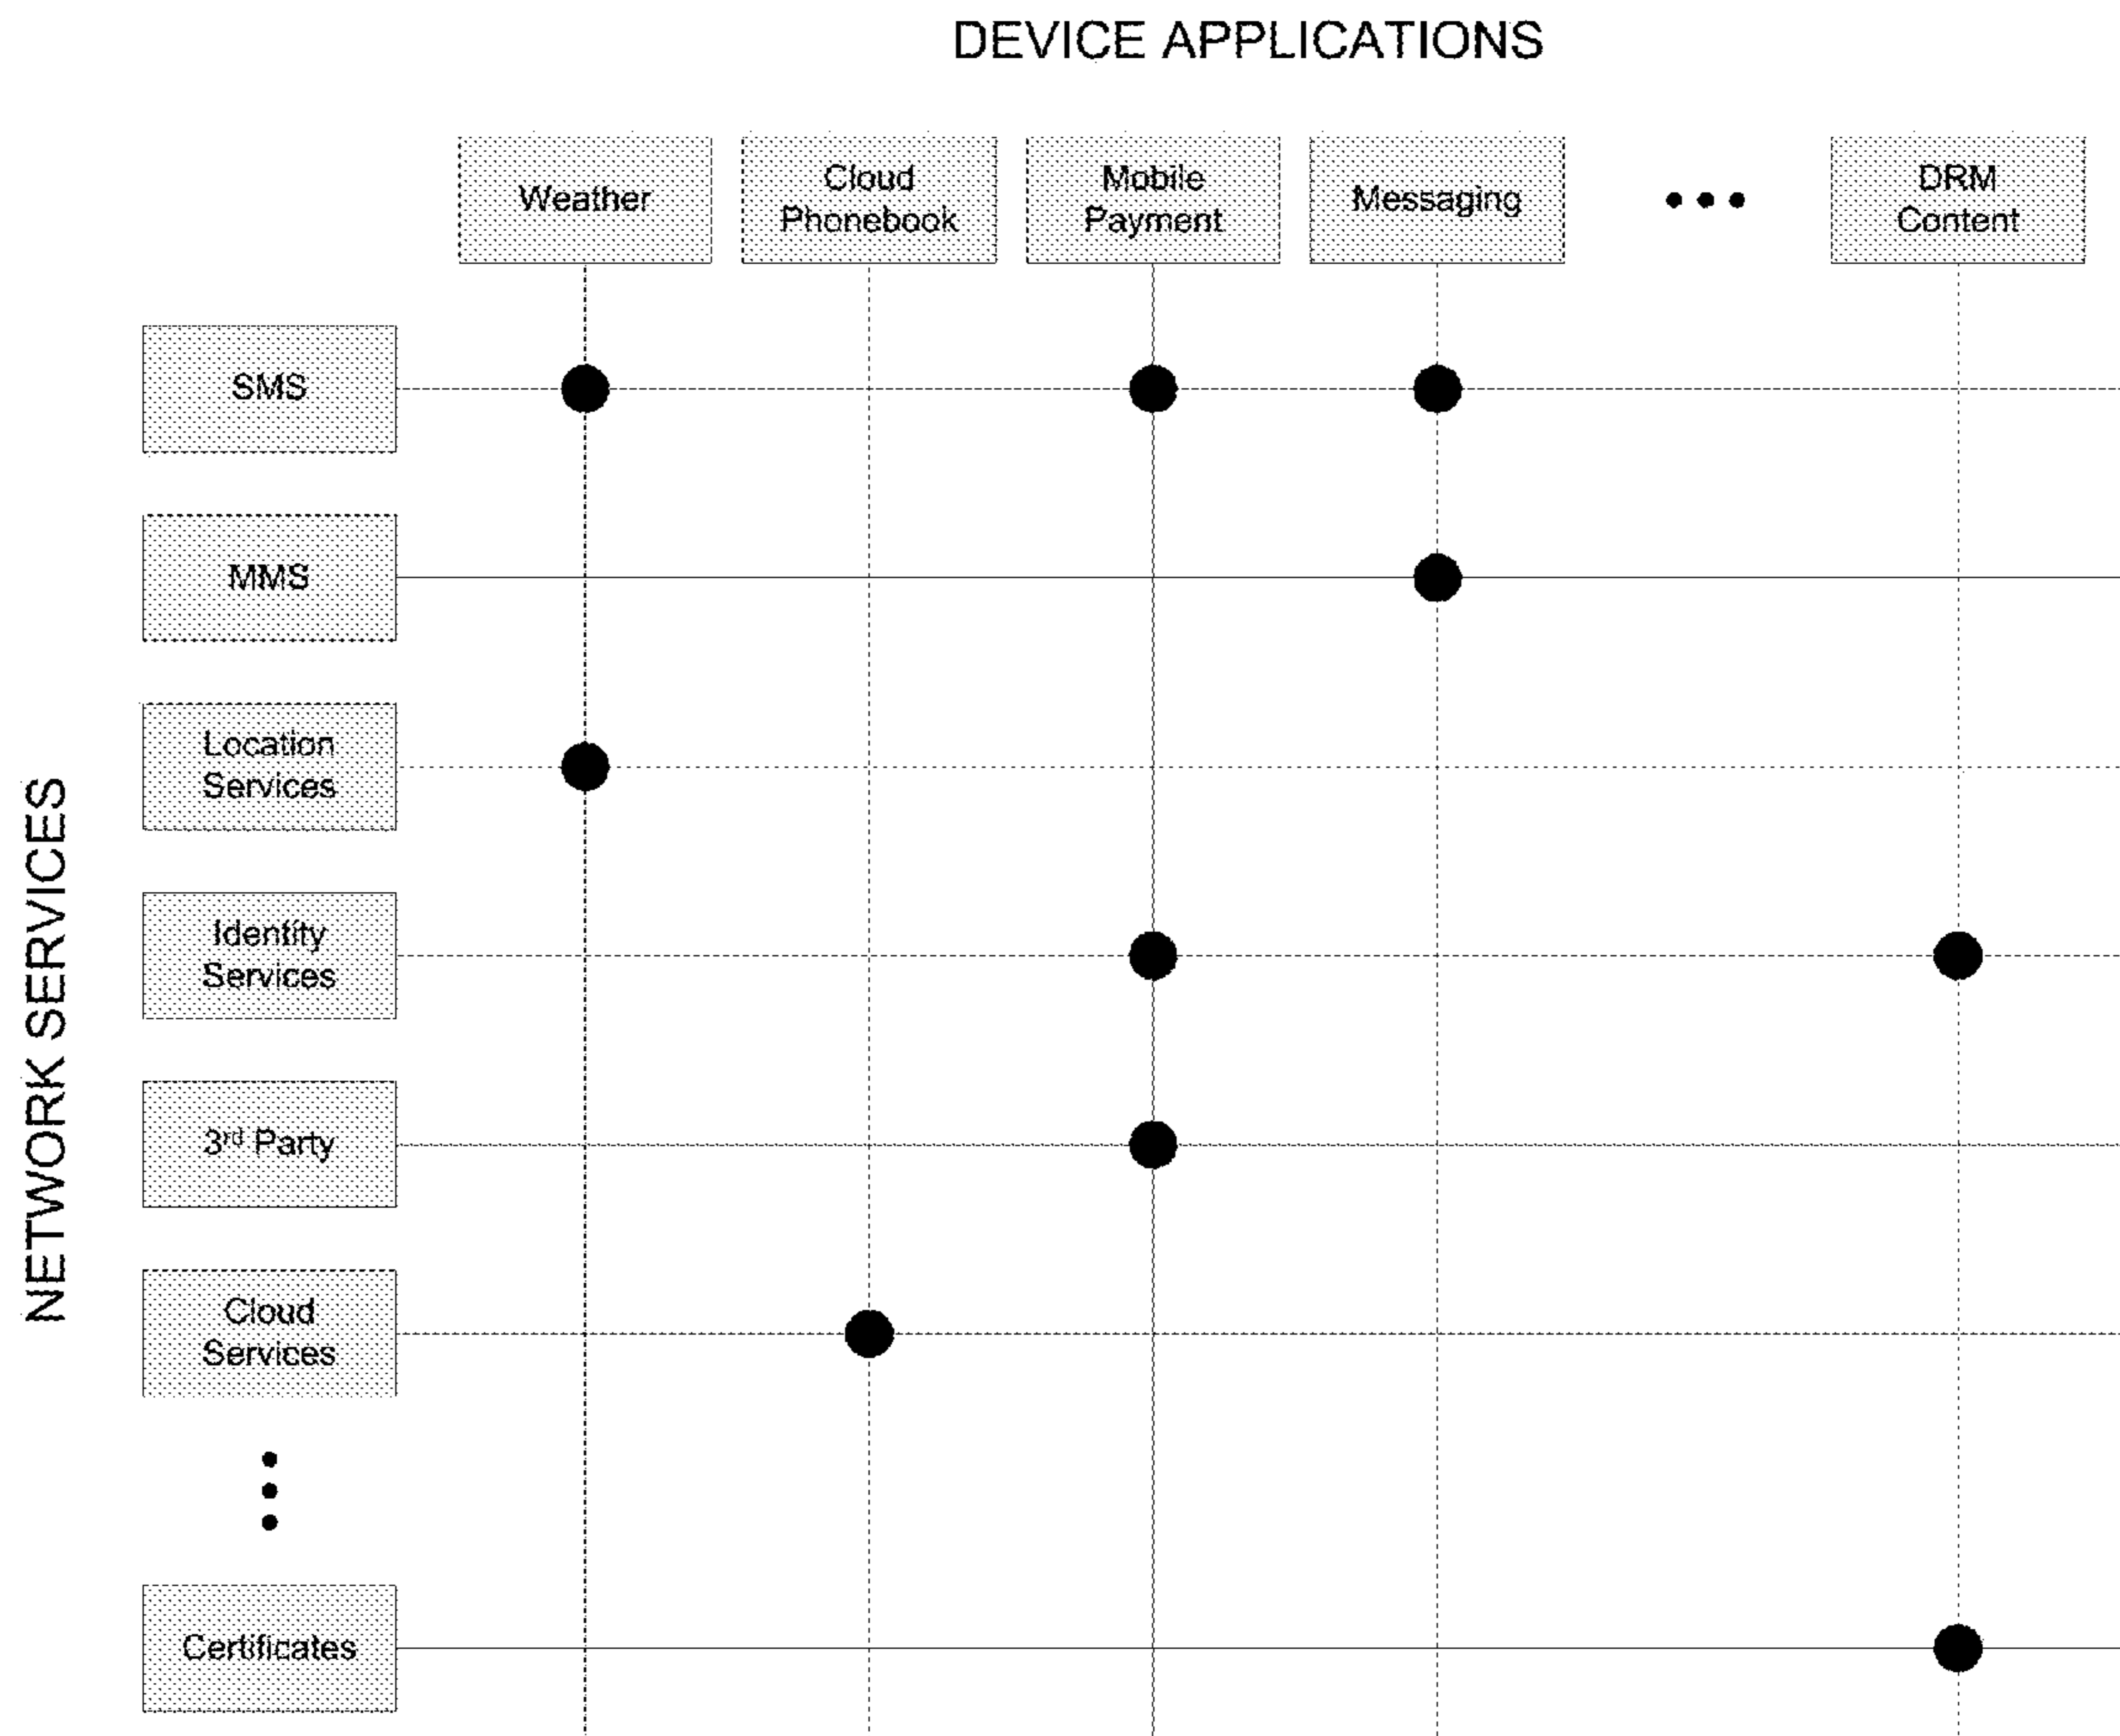 DEVICE APPLICATIONS
Weather
Cloud
Phonebook
Mobile
Payment
Messaging
DRM
Content
NETWORK SERVICES
SMS
MMS
Location
Services
Identity
Services
3rd Party
Cloud
Services
Certificates